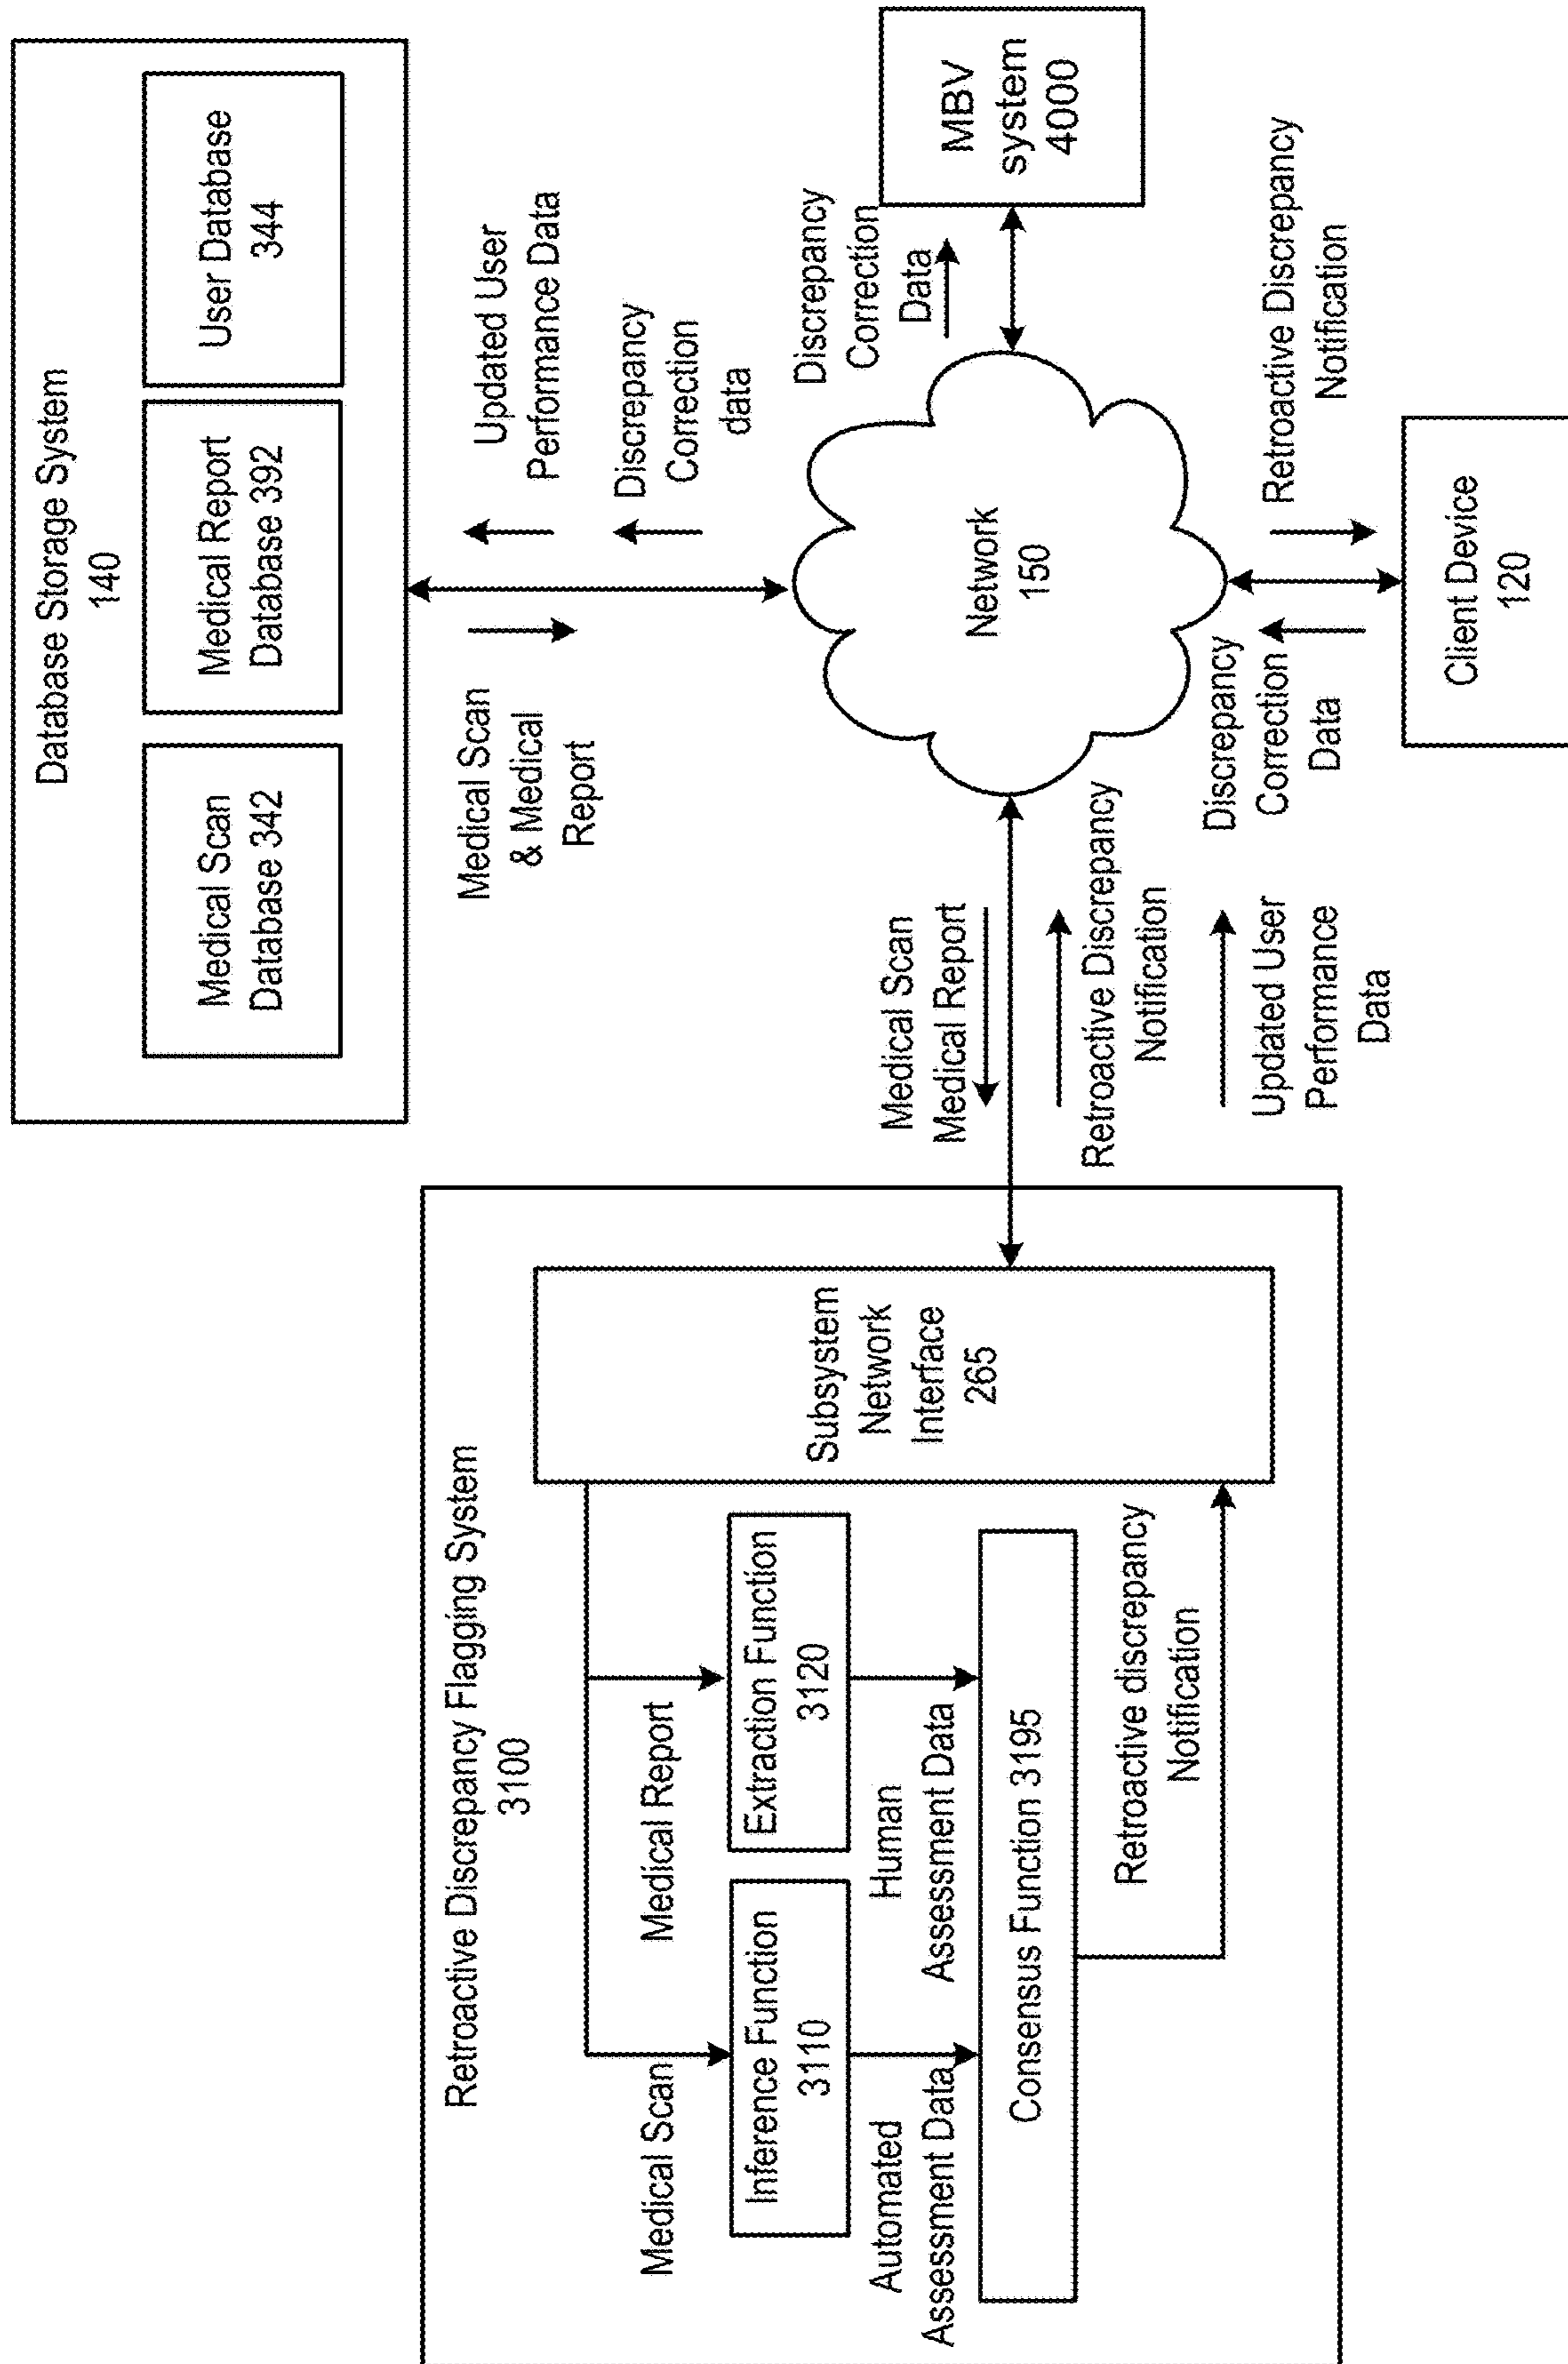 Database Storage System
140
Medical Scan
Database 342
Medical Report
Database 392
User Database
344
Medical Scan
& Medical
Report
Updated User
Performance Data
Discrepancy
Correction
data
Retroactive Discrepancy Flagging System
3100
Medical Scan
Medical Report
Inference Function
3110
Extraction Function
3120
Automated
Assessment Data
Human
Assessment Data
Consensus Function 3195
Retroactive discrepancy
Notification
Subsystem
Network
Interface
265
Medical Scan
Medical Report
Retroactive Discrepancy
Notification
Updated User
Performance
Data
Network
150
Discrepancy
Correction
Data
MBV
system
4000
Discrepancy
Correction
Data
Retroactive Discrepancy
Notification
Client Device
120